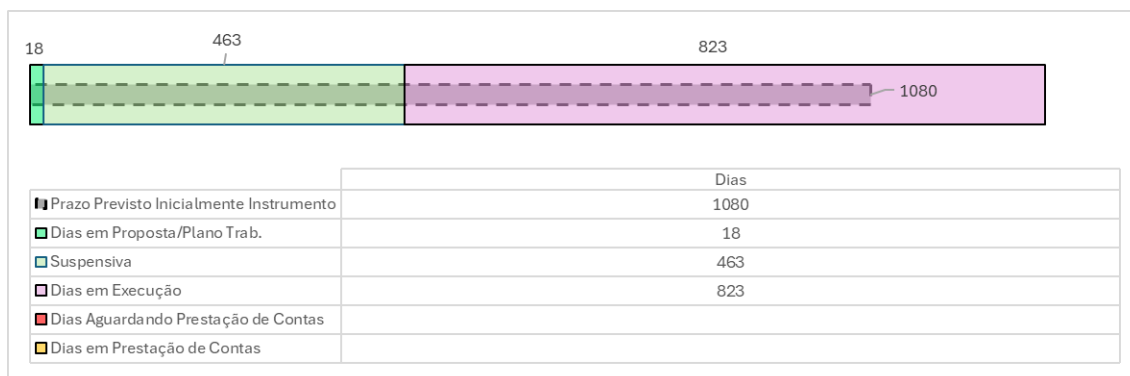 18
463
823
1080
Dias
Prazo Previsto Inicialmente Instrumento 1080
Dias em Proposta/Plano Trab. 18
Suspensiva 463
Dias em Execução 823
Dias Aguardando Prestação de Contas
Dias em Prestação de Contas